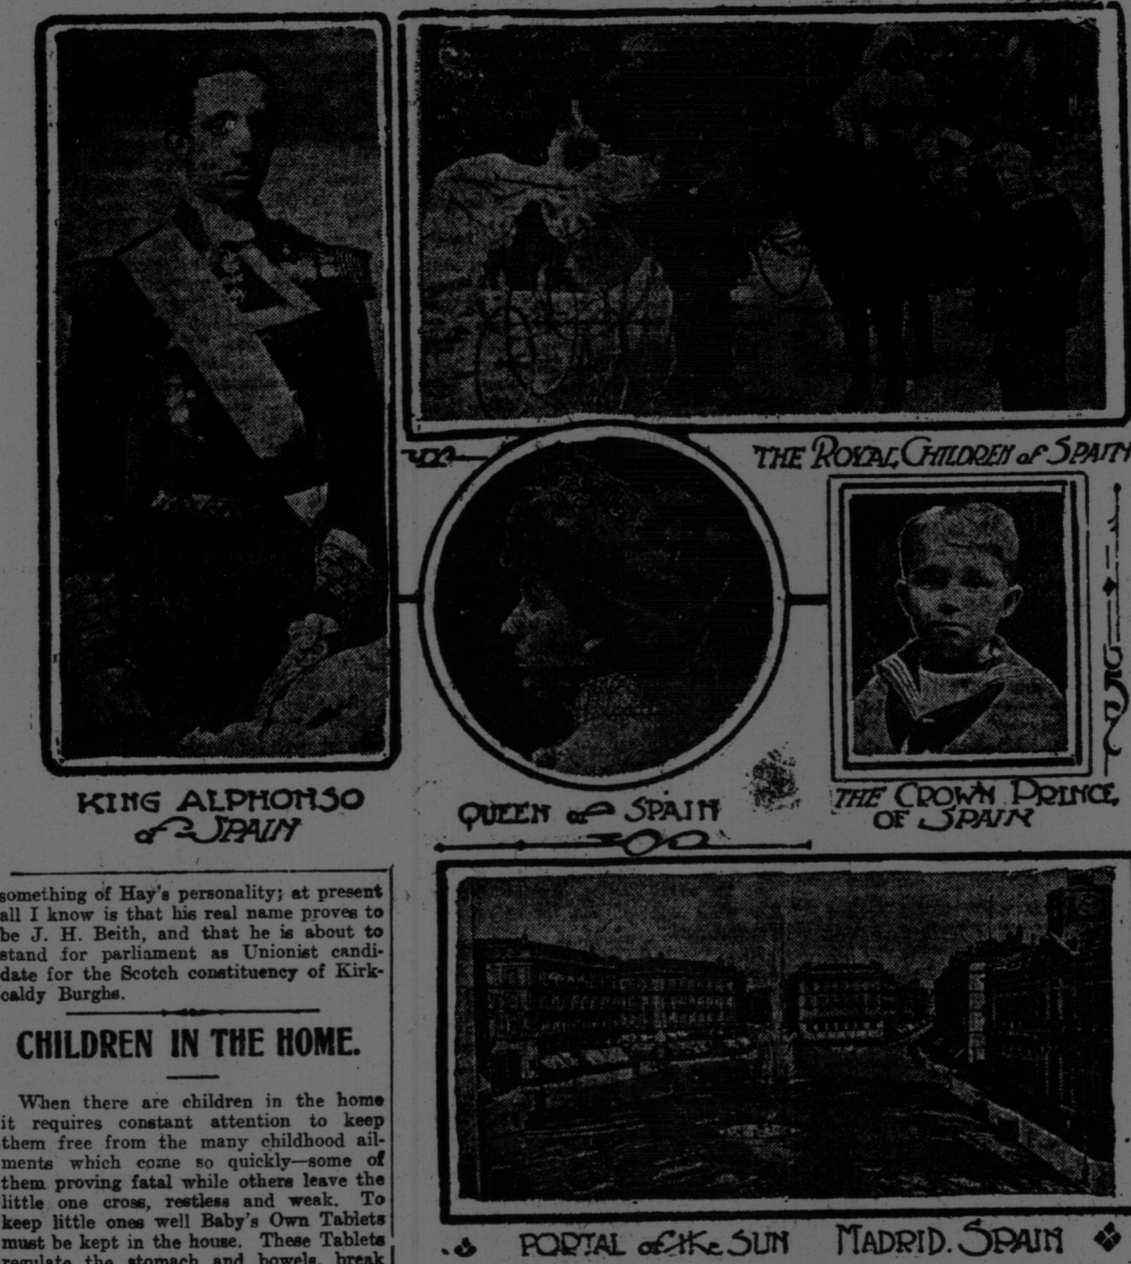 THE ROYAL CHILDREN of SPAIN
KING ALPHONSO
of SPAIN
QUEEN of SPAIN
THE CROWN PRINCE,
OF SPAIN
something of Hay's personality; at present
all I know is that his real name proves to
be J. H. Beith, and that he is about to
stand for parliament as Unionist candi-
date for the Scotch constituency of Kirk-
caldy Burghs.
CHILDREN IN THE HOME.
When there are children in the home
it requires constant attention to keep
them free from the many childhood ail-
ments which come so quickly—some of
them proving fatal while others leave the
little one cross, restless and weak. To
keep little ones well Baby's Own Tablets
must be kept in the house. These Tablets
regulate the stomach and bowels, break
PORTAL of the SUN MADRID. SPAIN